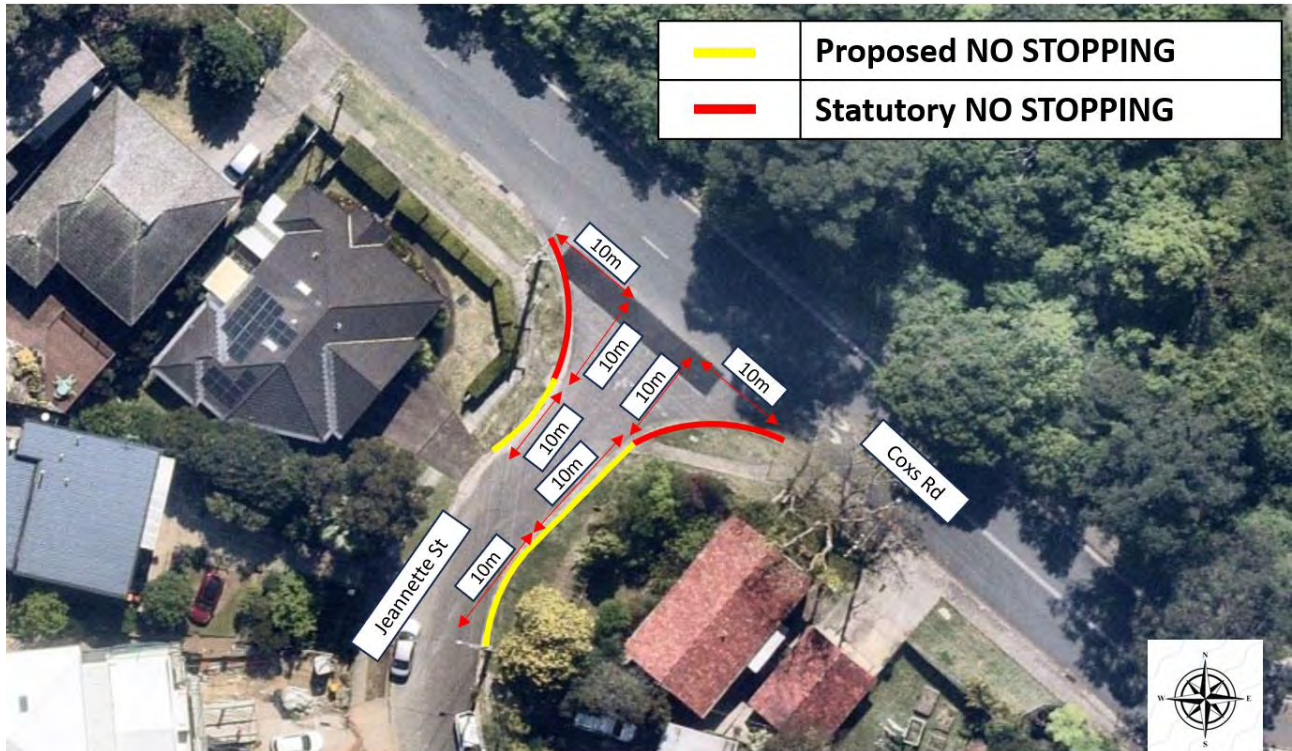 Proposed NO STOPPING
Statutory NO STOPPING
10m
10m
10m
10m
10m
10m
10m
Coxs Rd
Jeannette St
N
W
E
S